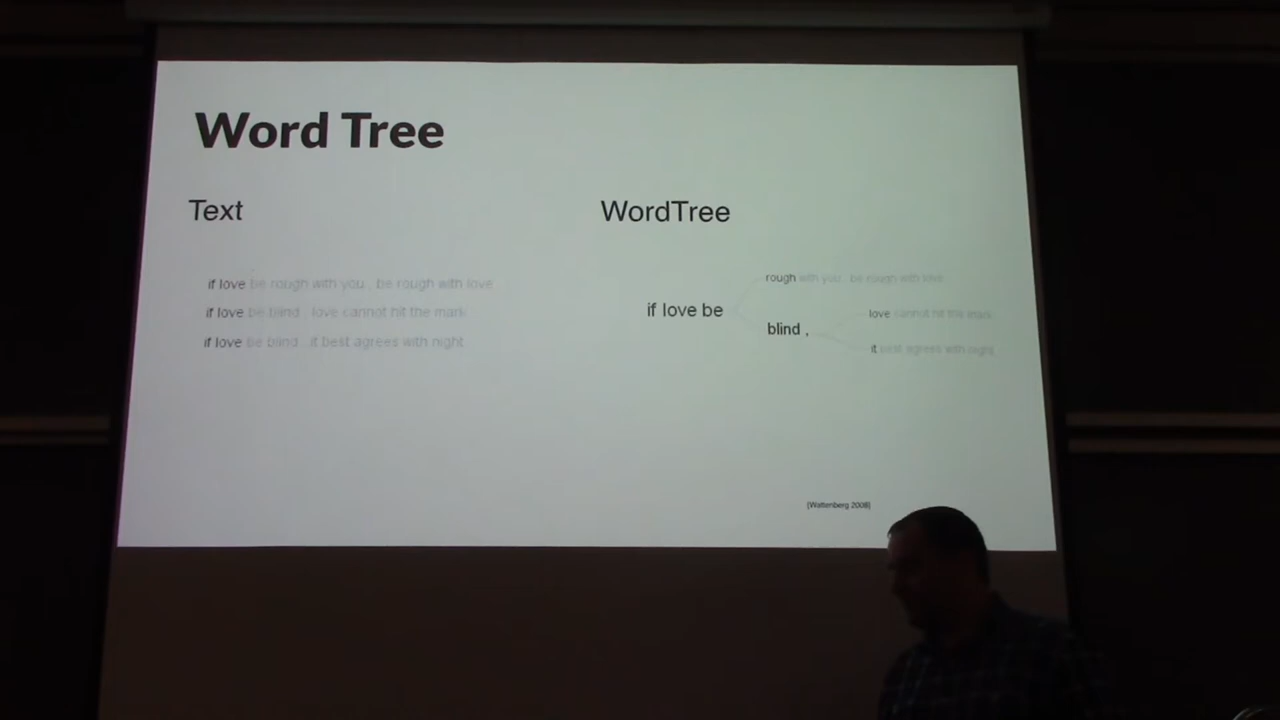 Word Tree
Text
if love be rough with you , be rough with love
if love be blind , love cannot hit the mark
if love be blind , it best agrees with night
WordTree
if love be
rough with you , be rough with love
blind ,
love cannot hit the mark
it best agrees with night
[Wattenberg 2008]